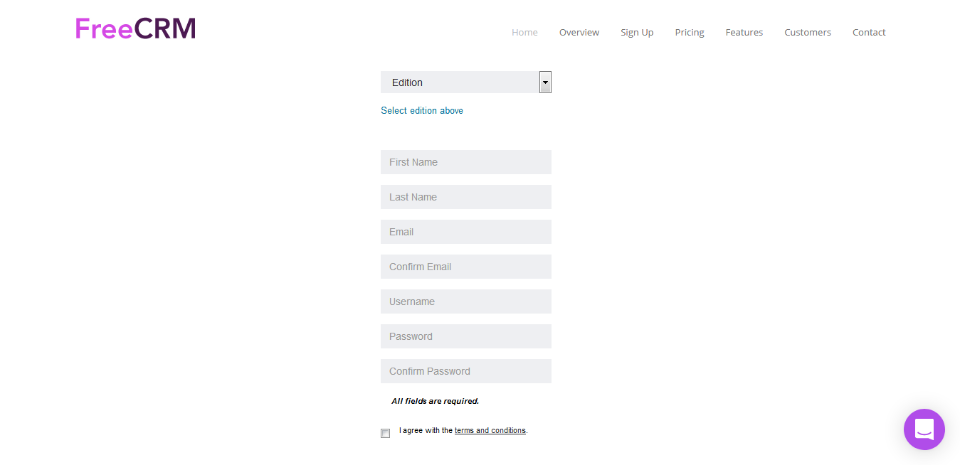 FreeCRM
Home Overview Sign Up Pricing Features Customers Contact
Edition
Select edition above
First Name
Last Name
Email
Confirm Email
Username
Password
Confirm Password
All fields are required.
I agree with the terms and conditions.